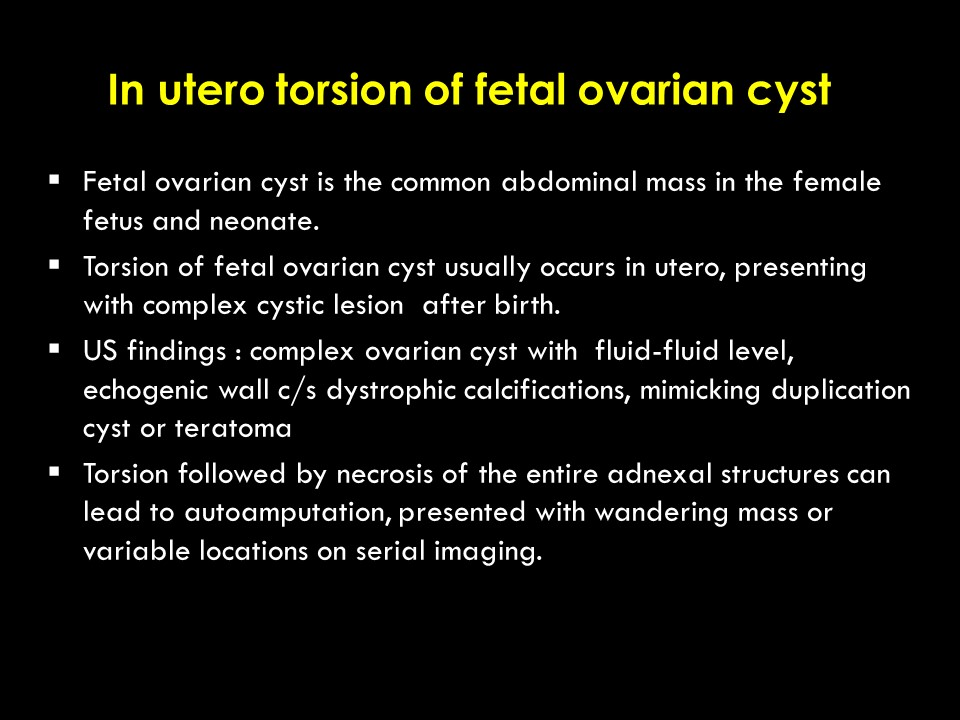 In utero torsion of fetal ovarian cyst
▪ Fetal ovarian cyst is the common abdominal mass in the female
fetus and neonate.
▪ Torsion of fetal ovarian cyst usually occurs in utero, presenting
with complex cystic lesion  after birth.
▪ US findings : complex ovarian cyst with  fluid-fluid level,
echogenic wall c/s dystrophic calcifications, mimicking duplication
cyst or teratoma
▪ Torsion followed by necrosis of the entire adnexal structures can
lead to autoamputation, presented with wandering mass or
variable locations on serial imaging.